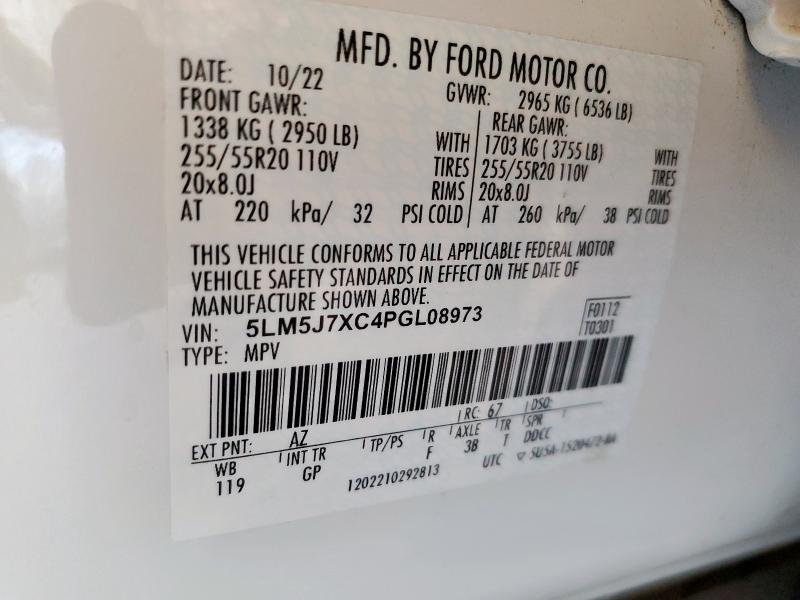 MFD. BY FORD MOTOR CO.
DATE: 10/22 GVWR: 2965 KG ( 6536 LB)
FRONT GAWR: REAR GAWR:
1338 KG ( 2950 LB) WITH 1703 KG ( 3755 LB) WITH
255/55R20 110V TIRES 255/55R20 110V TIRES
20x8.0J RIMS 20x8.0J RIMS
AT 220 kPa/ 32 PSI COLD AT 260 kPa/ 38 PSI COLD
THIS VEHICLE CONFORMS TO ALL APPLICABLE FEDERAL MOTOR
VEHICLE SAFETY STANDARDS IN EFFECT ON THE DATE OF
MANUFACTURE SHOWN ABOVE.
VIN: 5LM5J7XC4PGL08973 F0112
TYPE: MPV T0301
EXT PNT: AZ RC: 67 DSO:
WB INT TR TP/PS R AXLE TR SPR
119 GP F 3B T DDCC
1202210292813 UTC